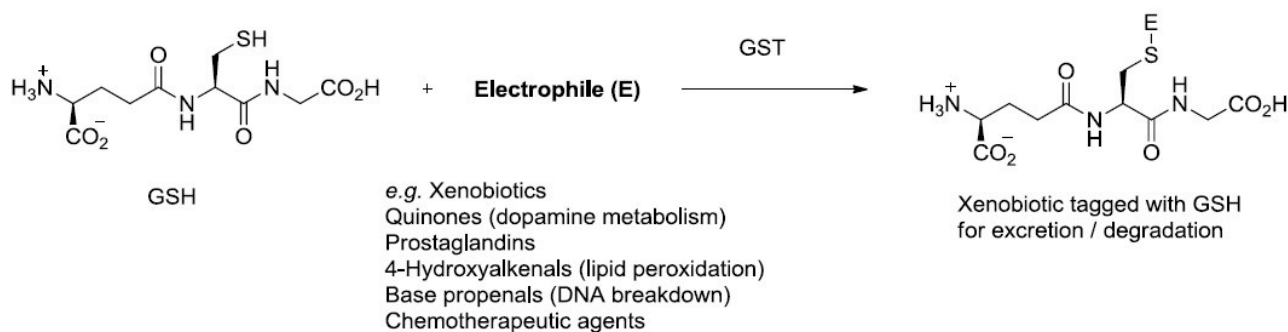 SH
GST
E
S
O
H
N
CO₂H
H₃N⁺
N
H
O
CO₂⁻
+ Electrophile (E)
O
H
N
CO₂H
H₃N⁺
N
H
O
CO₂⁻
GSH
e.g. Xenobiotics
Quinones (dopamine metabolism)
Prostaglandins
4-Hydroxyalkenals (lipid peroxidation)
Base propenals (DNA breakdown)
Chemotherapeutic agents
Xenobiotic tagged with GSH
for excretion / degradation